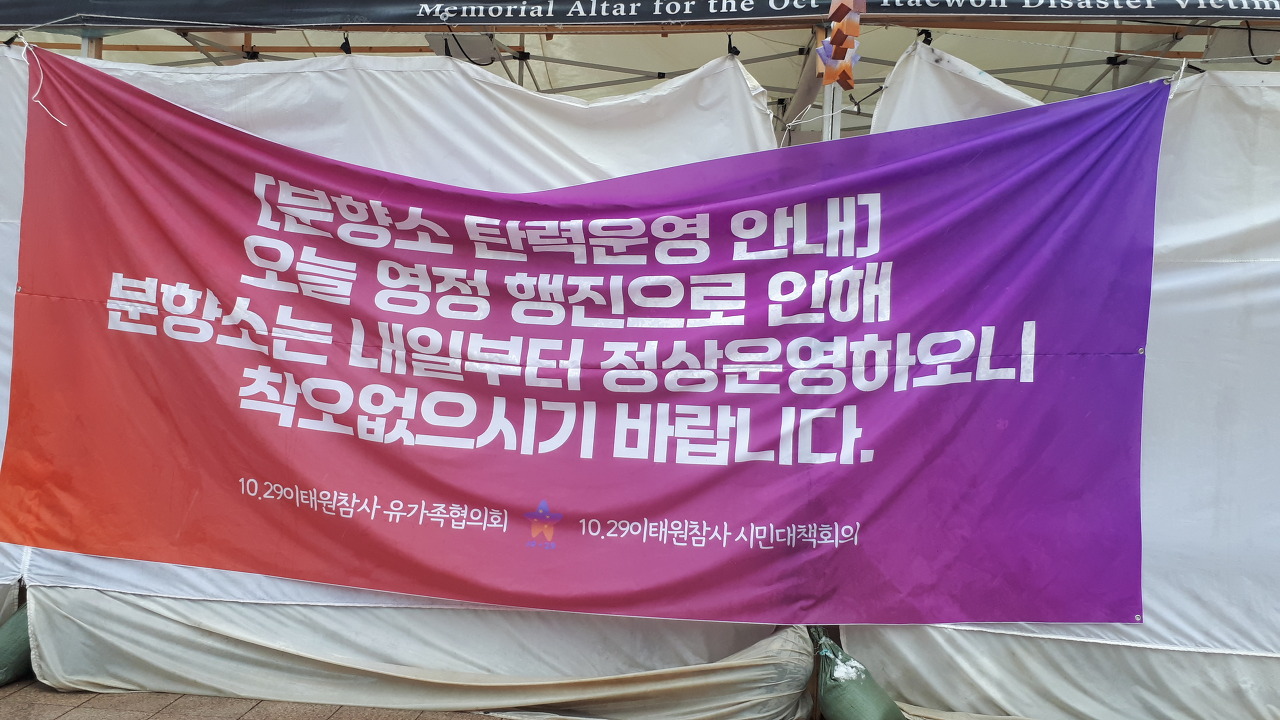 Memorial Altar for the Oct Itaewon Disaster Victim
[분향소 탄력운영 안내]
오늘 영정 행진으로 인해
분향소는 내일부터 정상운영하오니
착오없으시기 바랍니다.
10.29이태원참사 유가족협의회 10.29이태원참사 시민대책회의